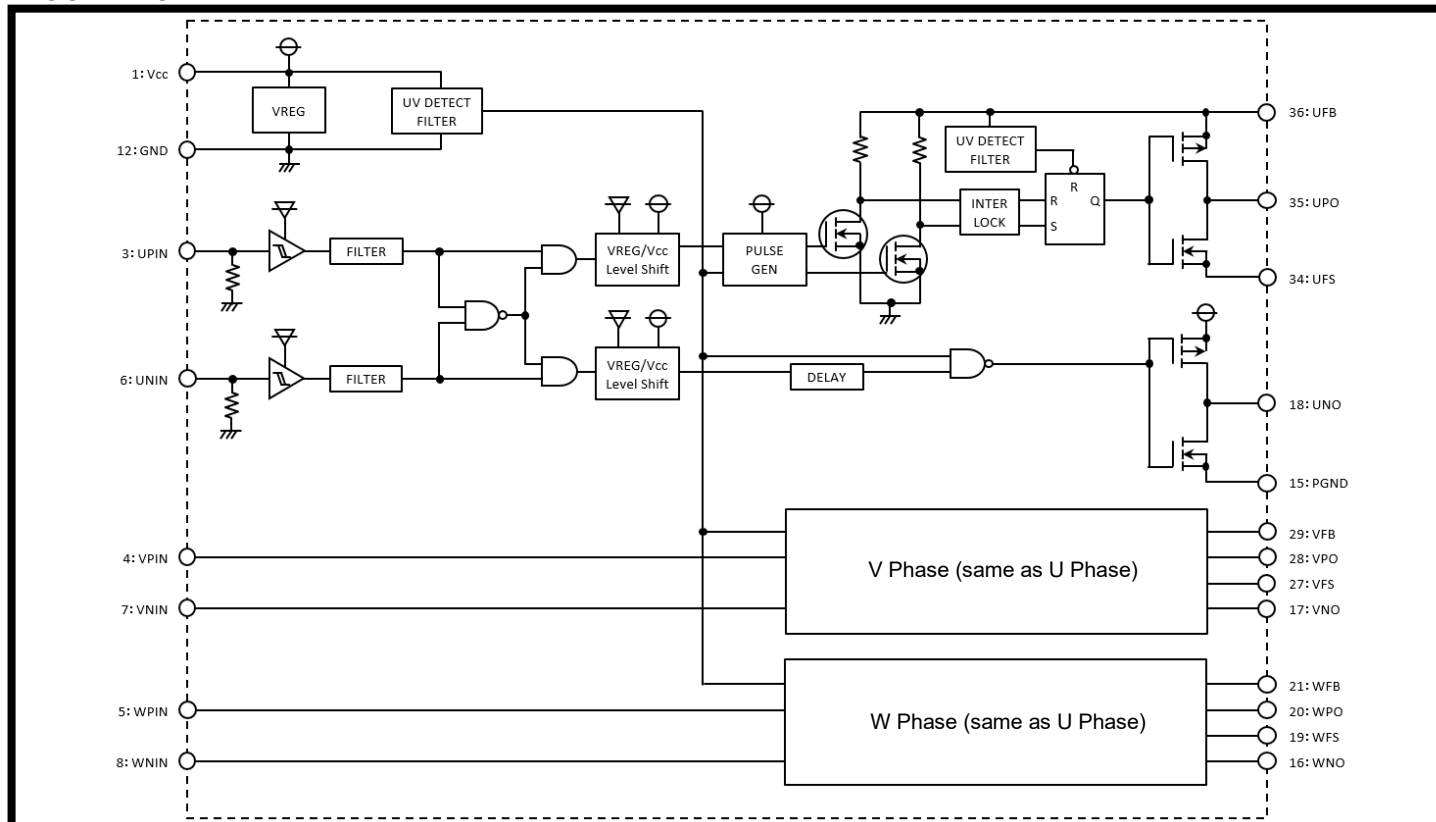 1: Vcc
VREG
UV DETECT
FILTER
12: GND
3: UPIN
FILTER
VREG/Vcc
Level Shift
PULSE
GEN
UV DETECT
FILTER
INTER
LOCK
R
R
Q
S
36: UFB
35: UPO
34: UFS
6: UNIN
FILTER
VREG/Vcc
Level Shift
DELAY
18: UNO
15: PGND
4: VPIN
7: VNIN
V Phase (same as U Phase)
29: VFB
28: VPO
27: VFS
17: VNO
5: WPIN
8: WNIN
W Phase (same as U Phase)
21: WFB
20: WPO
19: WFS
16: WNO